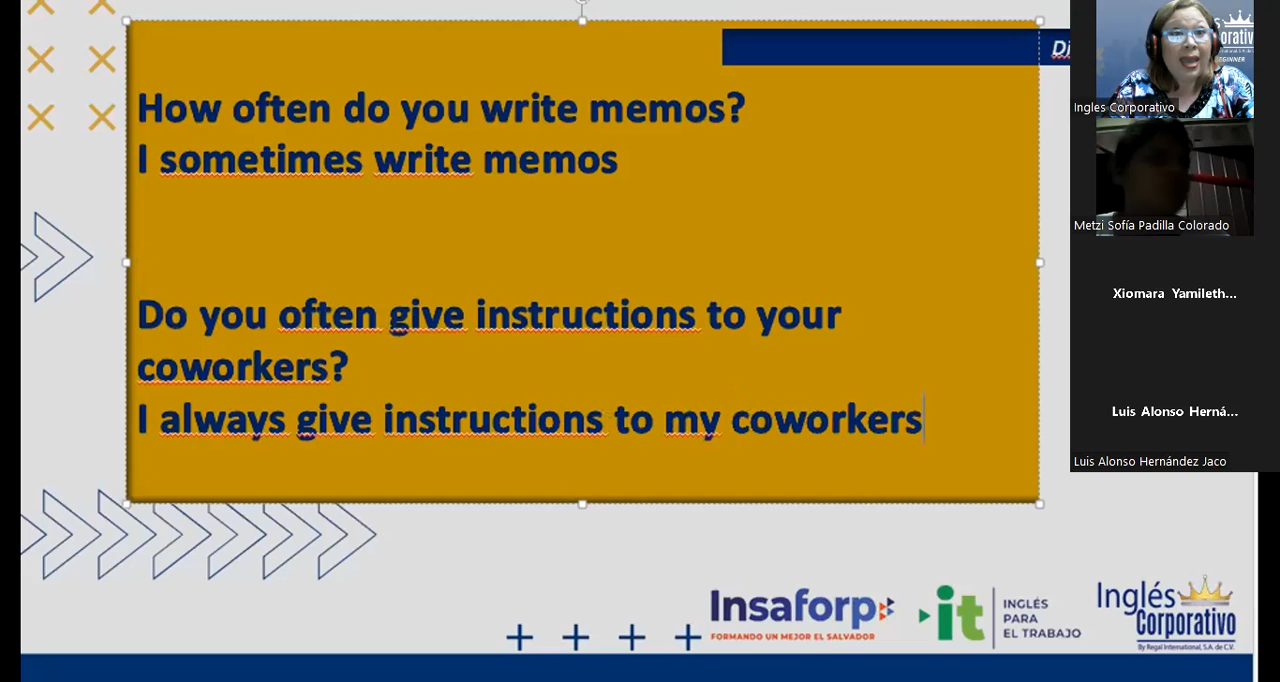 Di
How often do you write memos?
I sometimes write memos
Do you often give instructions to your
coworkers?
I always give instructions to my coworkers
Ingles Corporativo
Metzi Sofía Padilla Colorado
Xiomara Yamileth...
Luis Alonso Herná...
Luis Alonso Hernández Jaco
Insaforp
FORMANDO UN MEJOR EL SALVADOR
it
INGLÉS
PARA
EL TRABAJO
Inglés
Corporativo
By Regal International, S.A. de C.V.